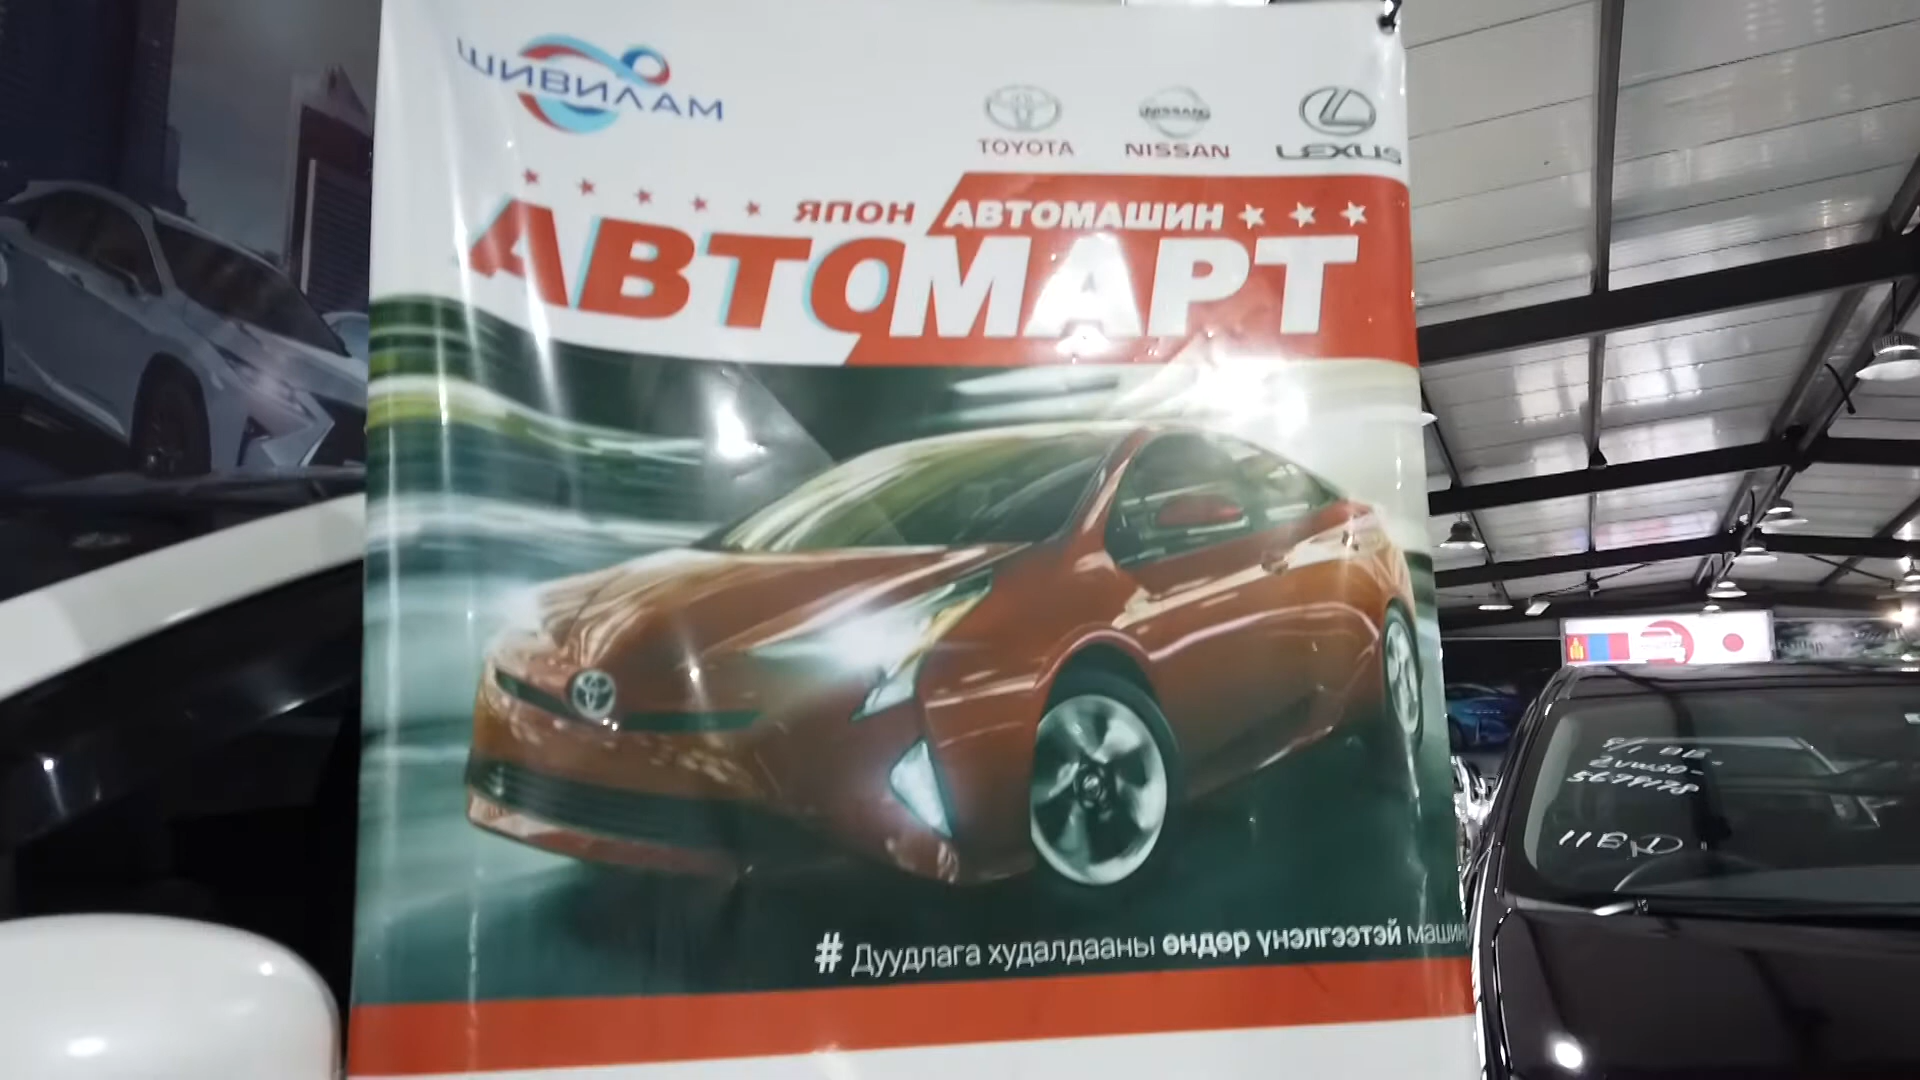 ШИВИЛАМ
TOYOTA
NISSAN
LEXUS
ЯПОН АВТОМАШИН
АВТОМАРТ
# Дуудлага худалдааны өндөр үнэлгээтэй машин